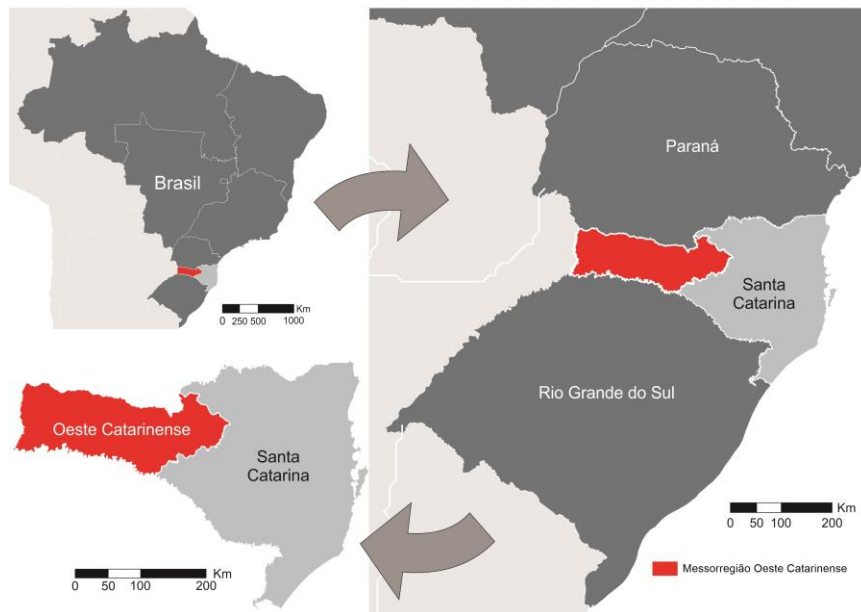 Brasil
Km
0 250 500 1000
Paraná
Santa
Catarina
Rio Grande do Sul
Km
0 50 100 200
Messorregião Oeste Catarinense
Oeste Catarinense
Santa
Catarina
Km
0 50 100 200